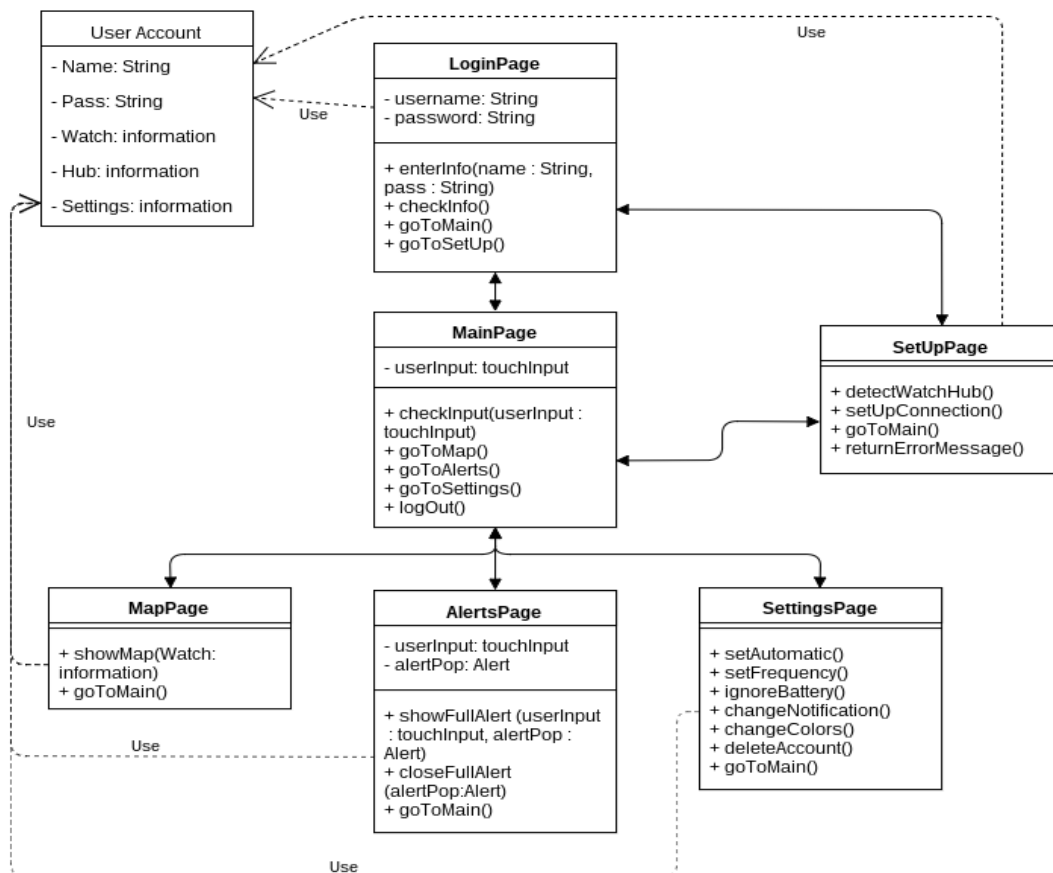 User Account
- Name: String
- Pass: String
- Watch: information
- Hub: information
- Settings: information
Use
LoginPage
- username: String
- password: String
+ enterInfo(name : String,
pass : String)
+ checkInfo()
+ goToMain()
+ goToSetUp()
Use
MainPage
- userInput: touchInput
+ checkInput(userInput :
touchInput)
+ goToMap()
+ goToAlerts()
+ goToSettings()
+ logOut()
SetUpPage
+ detectWatchHub()
+ setUpConnection()
+ goToMain()
+ returnErrorMessage()
Use
MapPage
+ showMap(Watch:
information)
+ goToMain()
Use
AlertsPage
- userInput: touchInput
- alertPop: Alert
+ showFullAlert (userInput
: touchInput, alertPop :
Alert)
+ closeFullAlert
(alertPop:Alert)
+ goToMain()
SettingsPage
+ setAutomatic()
+ setFrequency()
+ ignoreBattery()
+ changeNotification()
+ changeColors()
+ deleteAccount()
+ goToMain()
Use